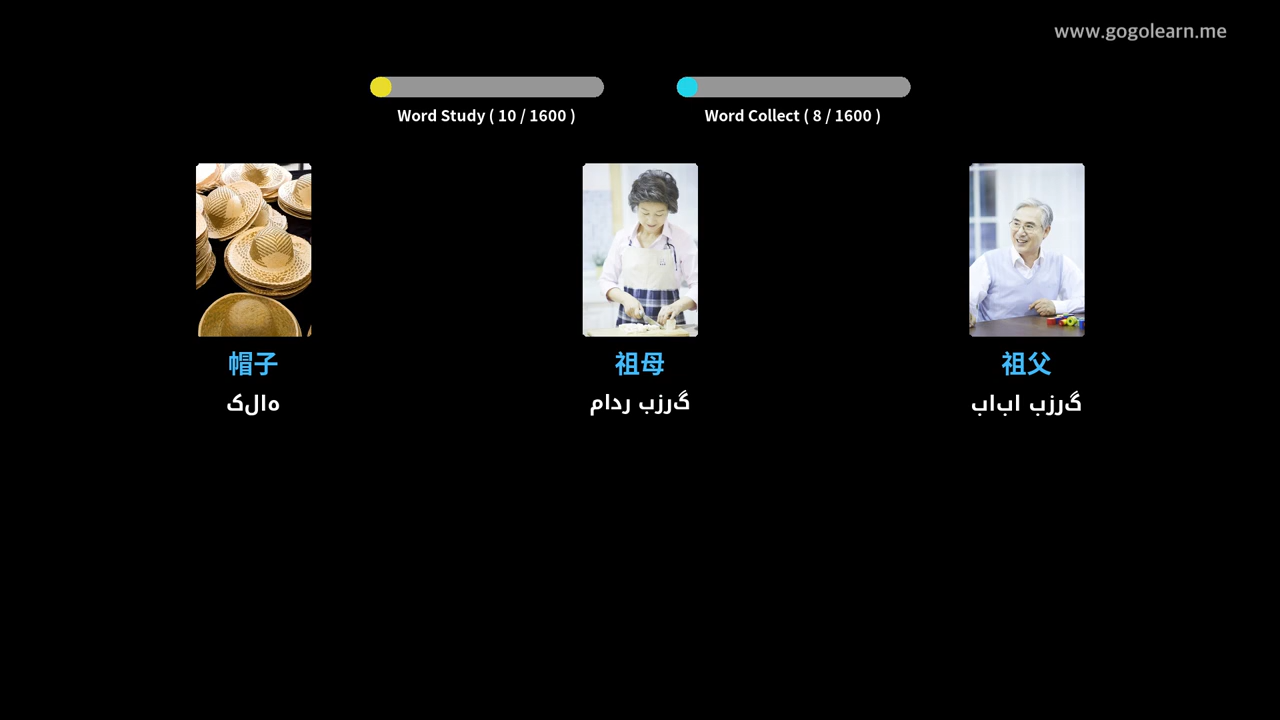 www.gogolearn.me
Word Study ( 10 / 1600 )
Word Collect ( 8 / 1600 )
帽子
هالک
祖母
گرزب ردام
祖父
گرزب اباب